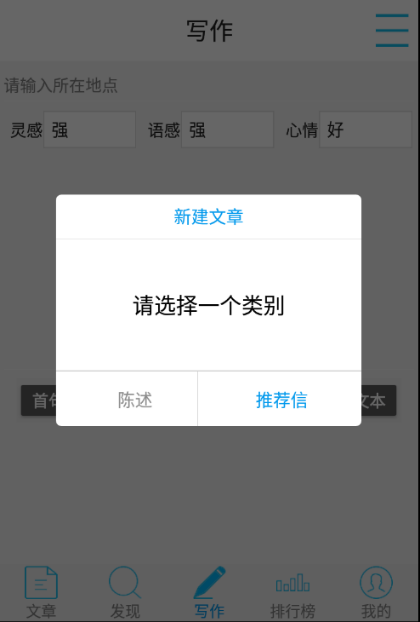 写作
请输入所在地点
灵感 强 语感 强 心情 好
新建文章
请选择一个类别
陈述 推荐信
首 文本
文章 发现 写作 排行榜 我的